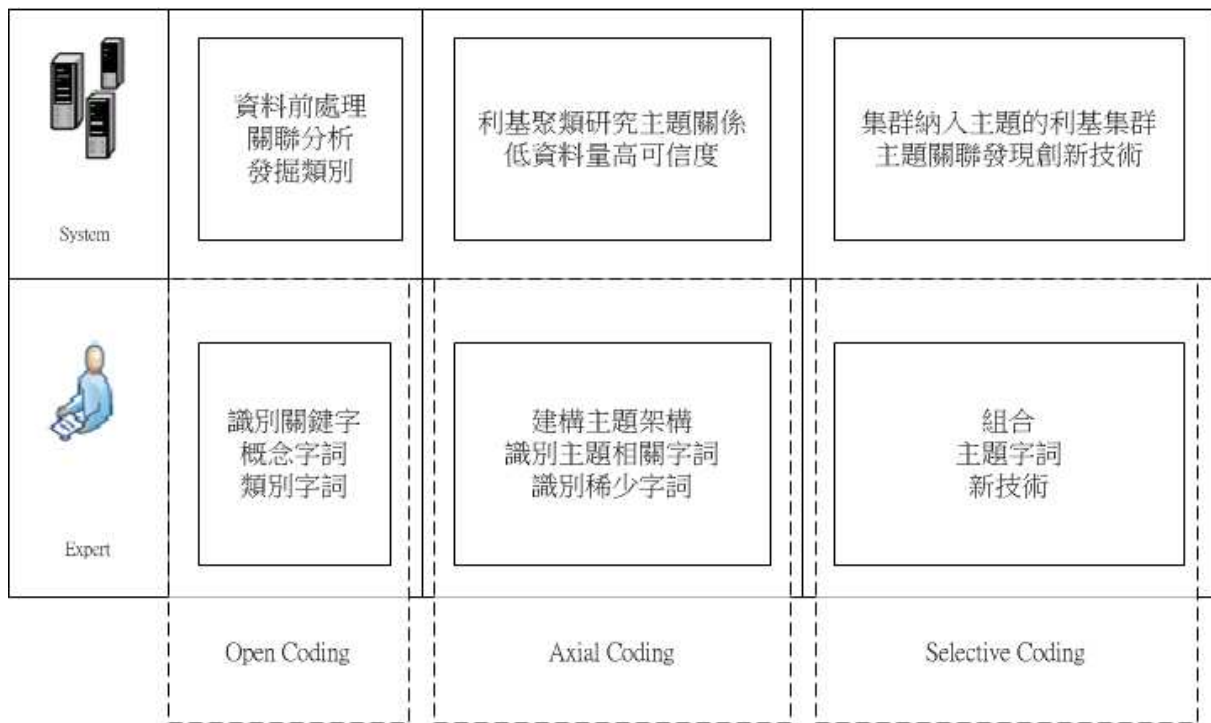 System
資料前處理
關聯分析
發掘類別
利基聚類研究主題關係
低資料量高可信度
集群納入主題的利基集群
主題關聯發現創新技術
Expert
識別關鍵字
概念字詞
類別字詞
建構主題架構
識別主題相關字詞
識別稀少字詞
組合
主題字詞
新技術
Open Coding
Axial Coding
Selective Coding